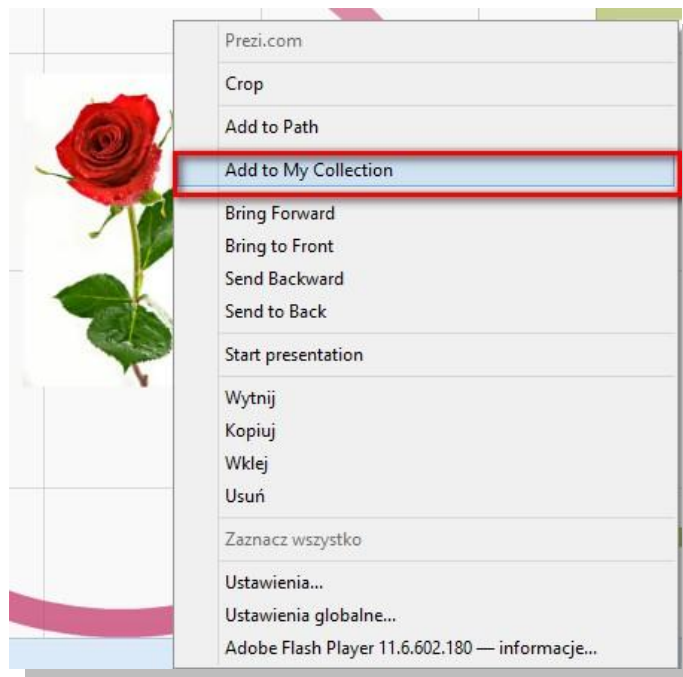 Prezi.com
Crop
Add to Path
Add to My Collection
Bring Forward
Bring to Front
Send Backward
Send to Back
Start presentation
Wytnij
Kopiuj
Wklej
Usuń
Zaznacz wszystko
Ustawienia...
Ustawienia globalne...
Adobe Flash Player 11.6.602.180 — informacje...